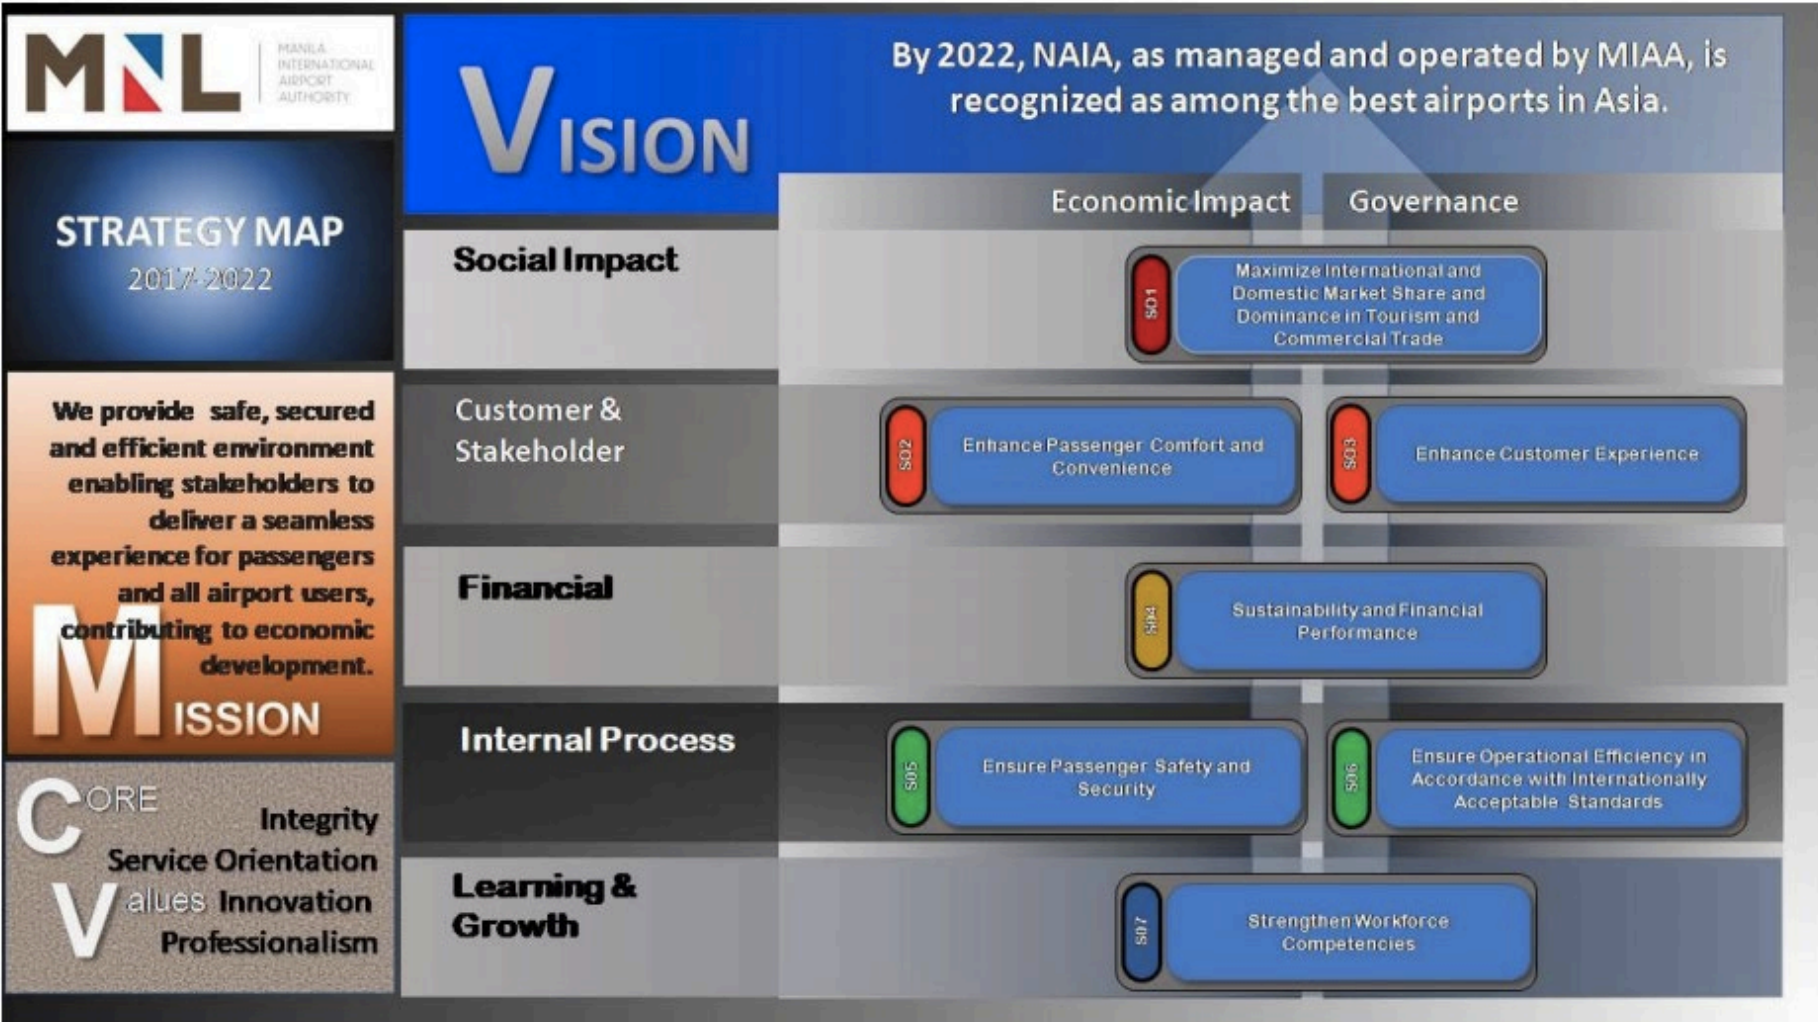 MNL
MANILA
INTERNATIONAL
AIRPORT
AUTHORITY
STRATEGY MAP
2017-2022
We provide safe, secured
and efficient environment
enabling stakeholders to
deliver a seamless
experience for passengers
and all airport users,
contributing to economic
development.
MISSION
CORE
Values
Integrity
Service Orientation
Innovation
Professionalism
VISION
By 2022, NAIA, as managed and operated by MIAA, is
recognized as among the best airports in Asia.
Economic Impact
Governance
Social Impact
SO1
Maximize International and
Domestic Market Share and
Dominance in Tourism and
Commercial Trade
Customer &
Stakeholder
SO2
Enhance Passenger Comfort and
Convenience
SO3
Enhance Customer Experience
Financial
S04
Sustainability and Financial
Performance
Internal Process
S05
Ensure Passenger Safety and
Security
S06
Ensure Operational Efficiency in
Accordance with Internationally
Acceptable Standards
Learning &
Growth
S07
Strengthen Workforce
Competencies